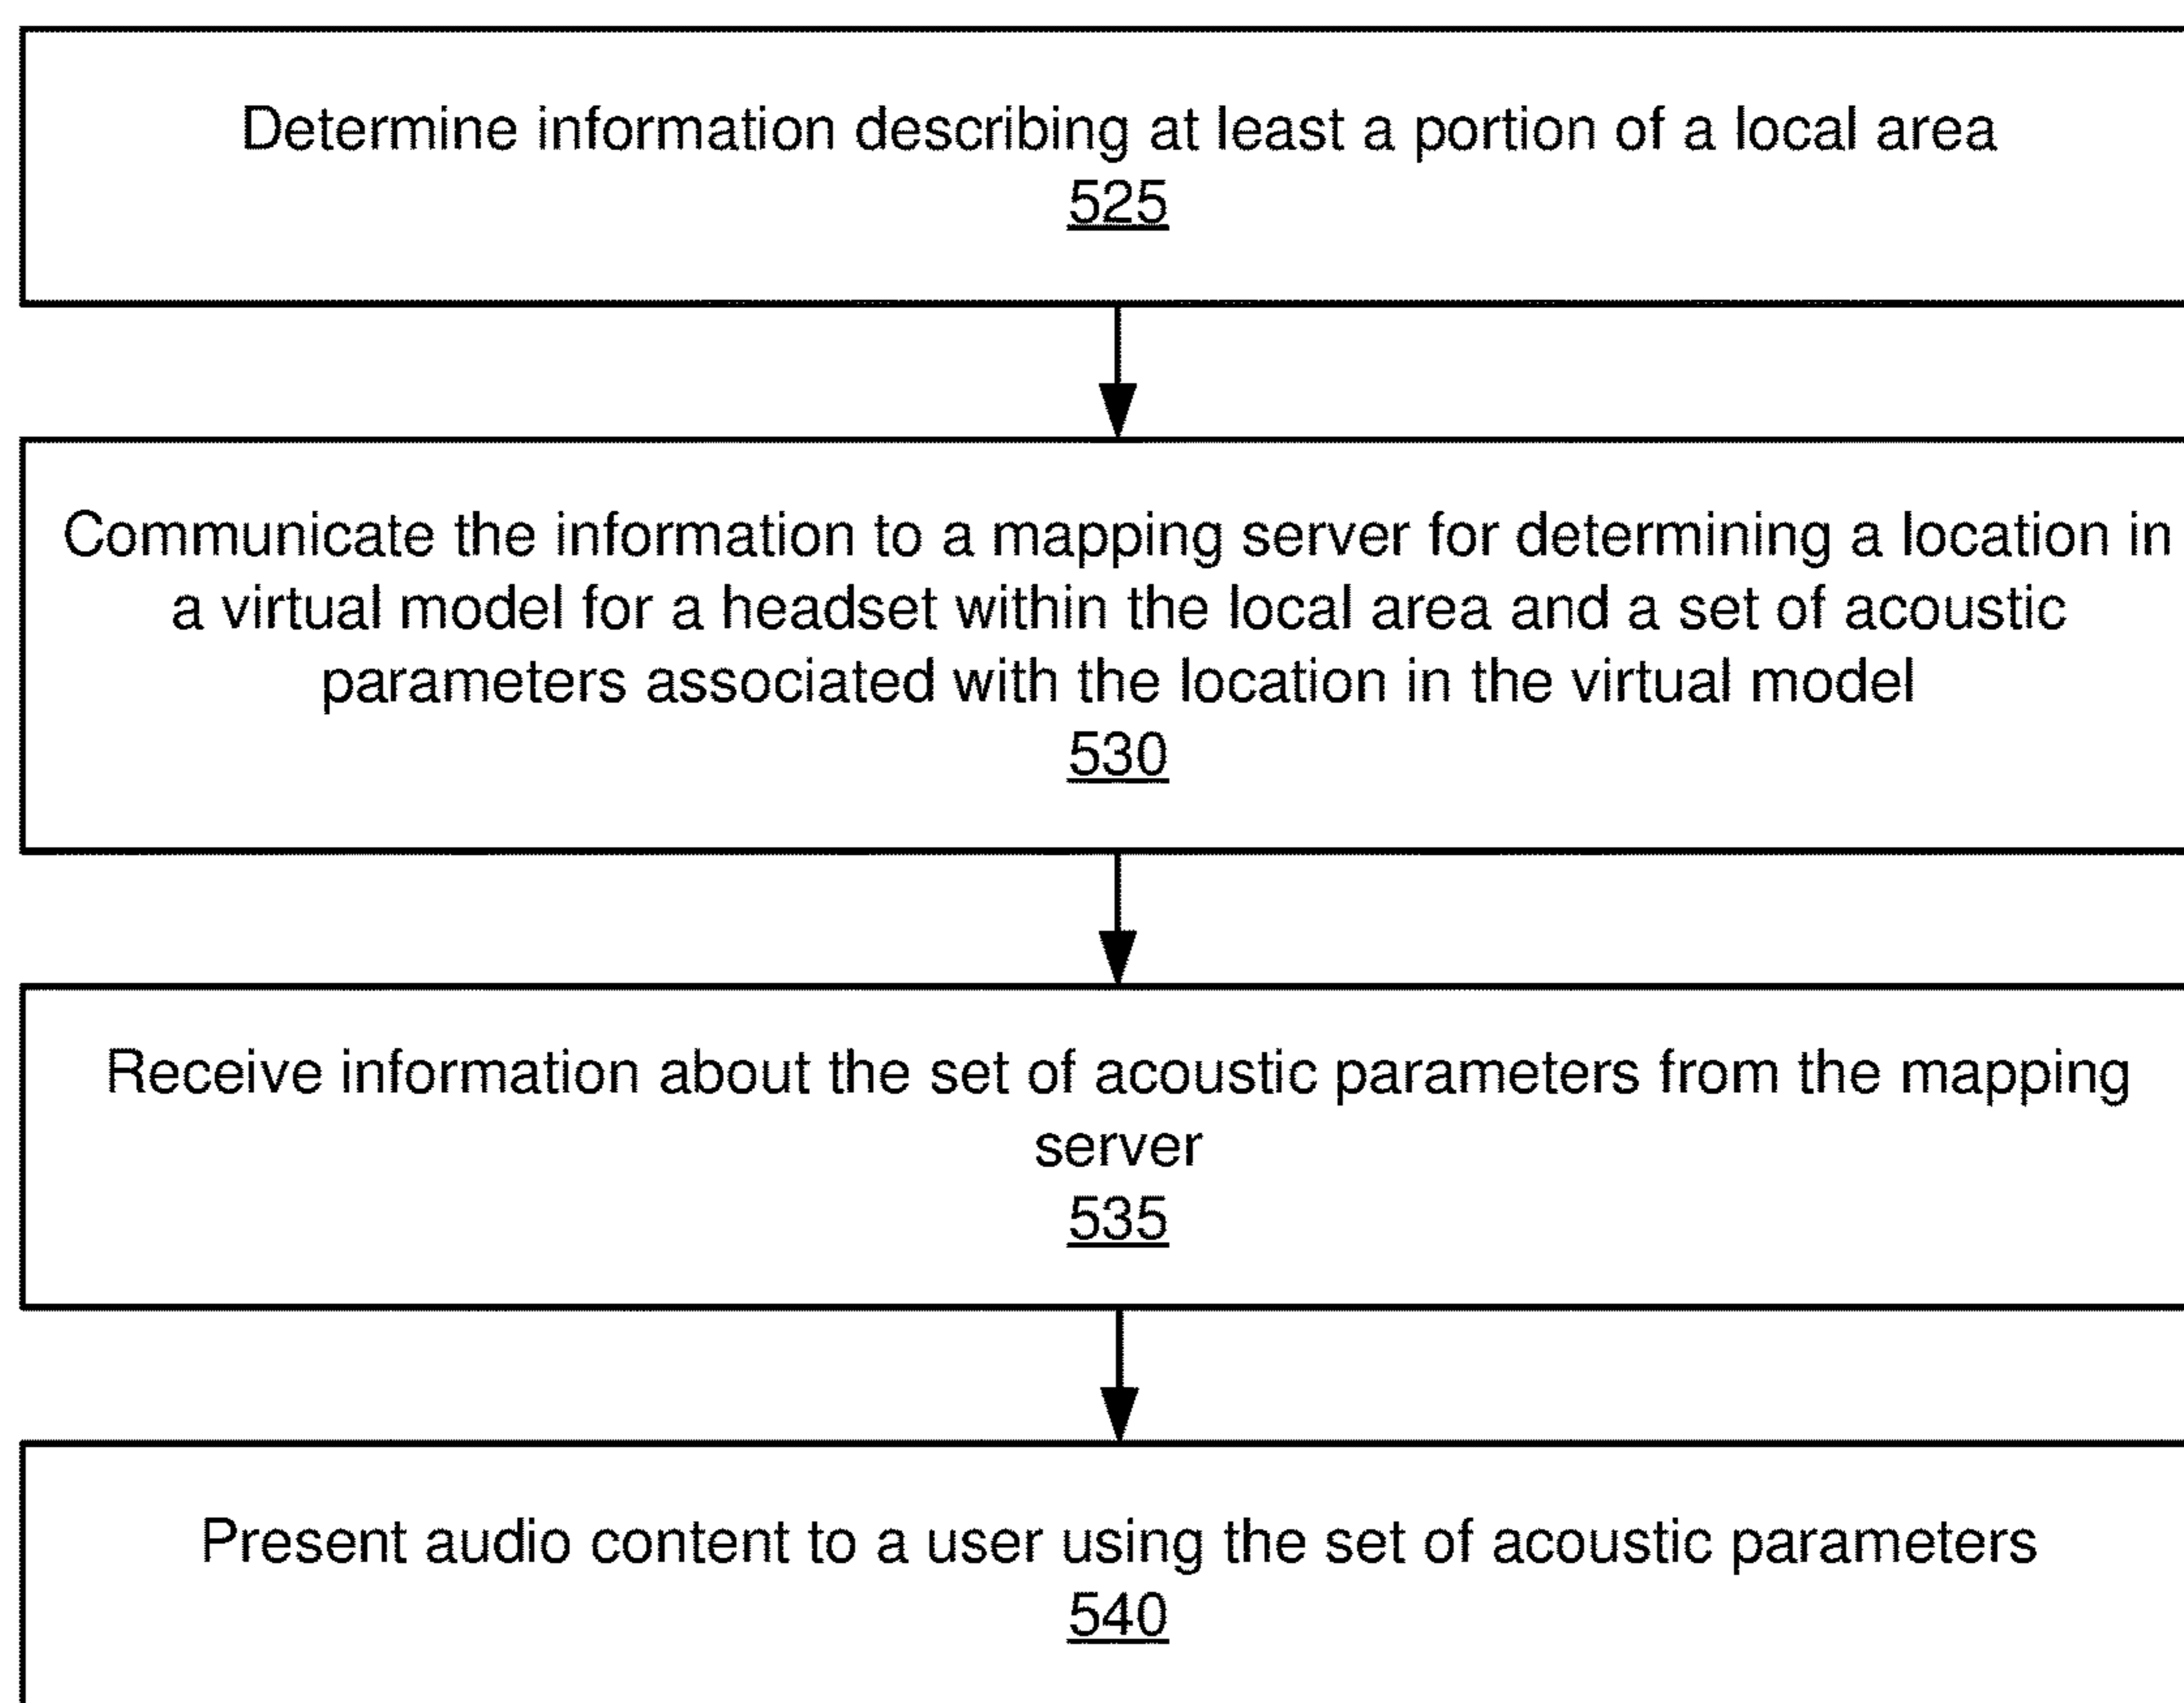 Determine information describing at least a portion of a local area
525
Communicate the information to a mapping server for determining a location in
a virtual model for a headset within the local area and a set of acoustic
parameters associated with the location in the virtual model
530
Receive information about the set of acoustic parameters from the mapping
server
535
Present audio content to a user using the set of acoustic parameters
540